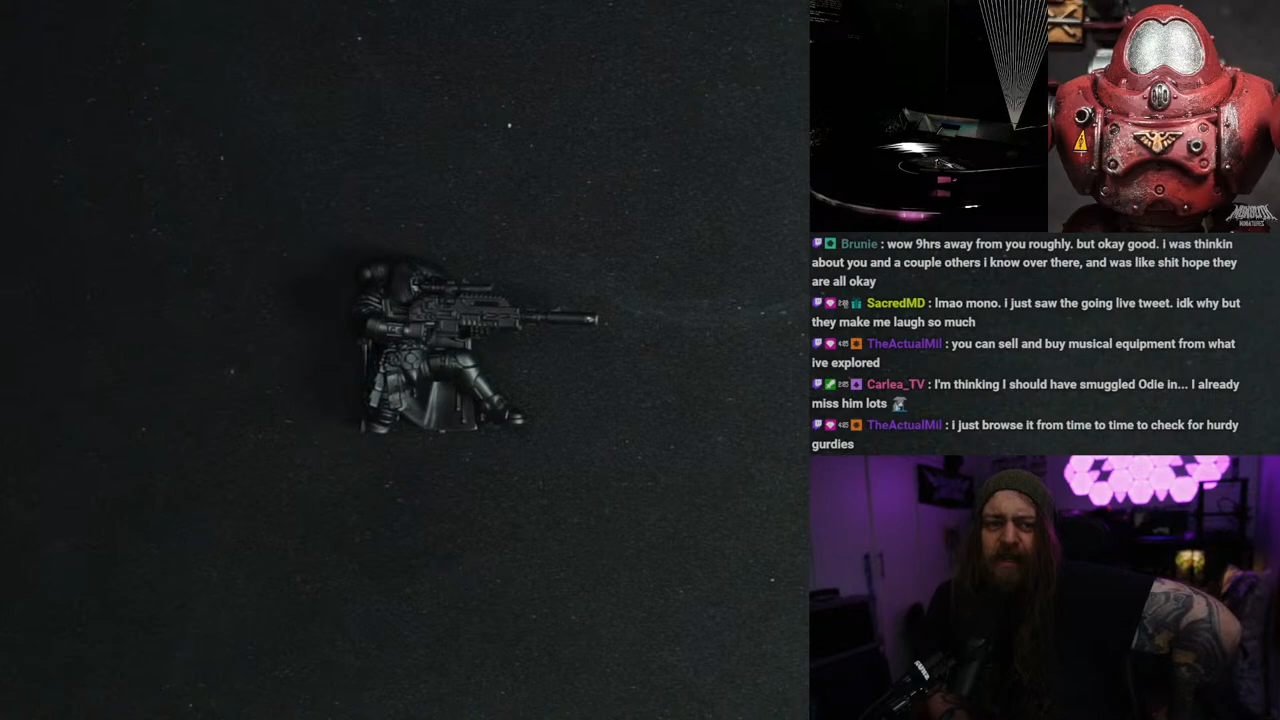 Brunie : wow 9hrs away from you roughly. but okay good. i was thinkin
about you and a couple others i know over there, and was like shit hope they
are all okay
SacredMD : lmao mono. i just saw the going live tweet. idk why but
they make me laugh so much
TheActualMil : you can sell and buy musical equipment from what
ive explored
Carlea_TV : I'm thinking I should have smuggled Odie in... I already
miss him lots
TheActualMil : i just browse it from time to time to check for hurdy
gurdies